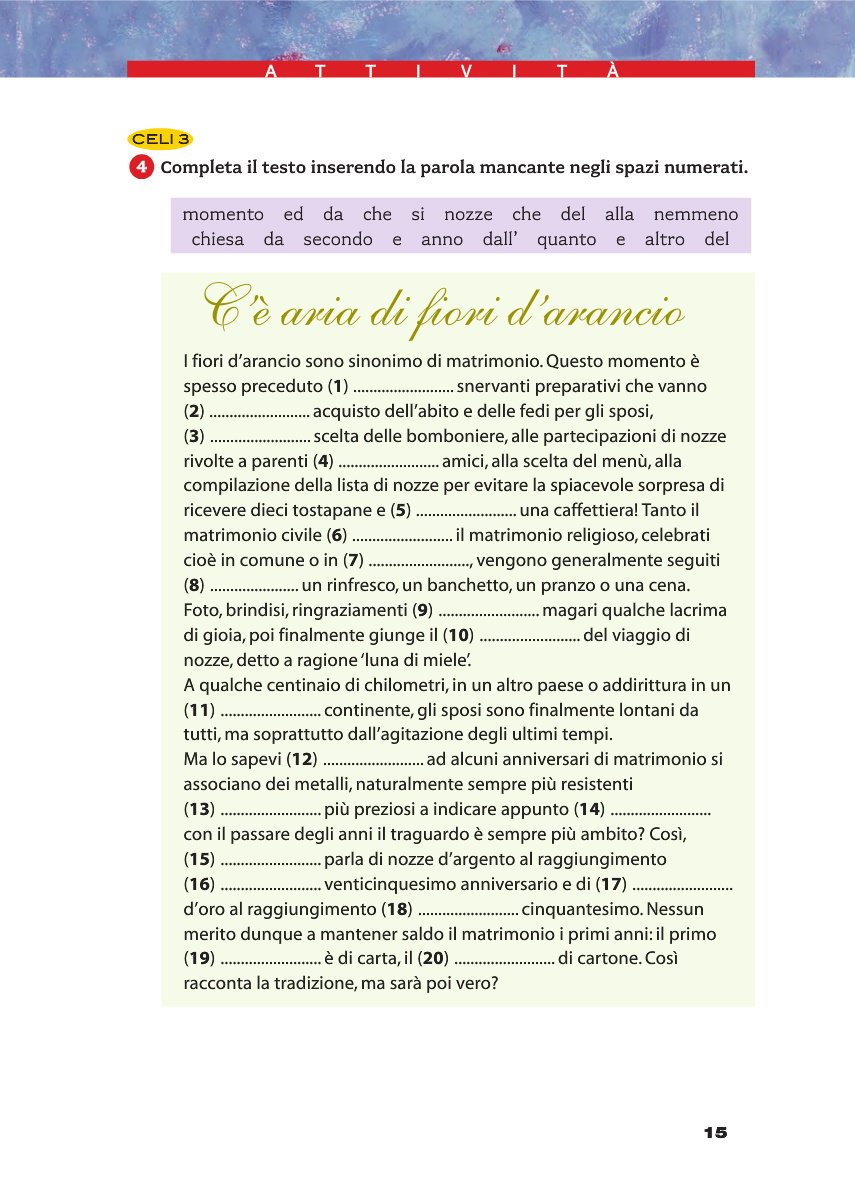 ATTIVITÀ
CELI 3
4 Completa il testo inserendo la parola mancante negli spazi numerati.
momento ed da che si nozze che del alla nemmeno
chiesa da secondo e anno dall’ quanto e altro del
C’è aria di fiori d’arancio
I fiori d’arancio sono sinonimo di matrimonio. Questo momento è
spesso preceduto (1) ......................... snervanti preparativi che vanno
(2) ......................... acquisto dell’abito e delle fedi per gli sposi,
(3) ......................... scelta delle bomboniere, alle partecipazioni di nozze
rivolte a parenti (4) ......................... amici, alla scelta del menù, alla
compilazione della lista di nozze per evitare la spiacevole sorpresa di
ricevere dieci tostapane e (5) ......................... una caffettiera! Tanto il
matrimonio civile (6) ......................... il matrimonio religioso, celebrati
cioè in comune o in (7) ........................., vengono generalmente seguiti
(8) ...................... un rinfresco, un banchetto, un pranzo o una cena.
Foto, brindisi, ringraziamenti (9) ......................... magari qualche lacrima
di gioia, poi finalmente giunge il (10) ......................... del viaggio di
nozze, detto a ragione ‘luna di miele’.
A qualche centinaio di chilometri, in un altro paese o addirittura in un
(11) ......................... continente, gli sposi sono finalmente lontani da
tutti, ma soprattutto dall’agitazione degli ultimi tempi.
Ma lo sapevi (12) ......................... ad alcuni anniversari di matrimonio si
associano dei metalli, naturalmente sempre più resistenti
(13) ......................... più preziosi a indicare appunto (14) .........................
con il passare degli anni il traguardo è sempre più ambito? Così,
(15) ......................... parla di nozze d’argento al raggiungimento
(16) ......................... venticinquesimo anniversario e di (17) .........................
d’oro al raggiungimento (18) ......................... cinquantesimo. Nessun
merito dunque a mantener saldo il matrimonio i primi anni: il primo
(19) ......................... è di carta, il (20) ......................... di cartone. Così
racconta la tradizione, ma sarà poi vero?
15